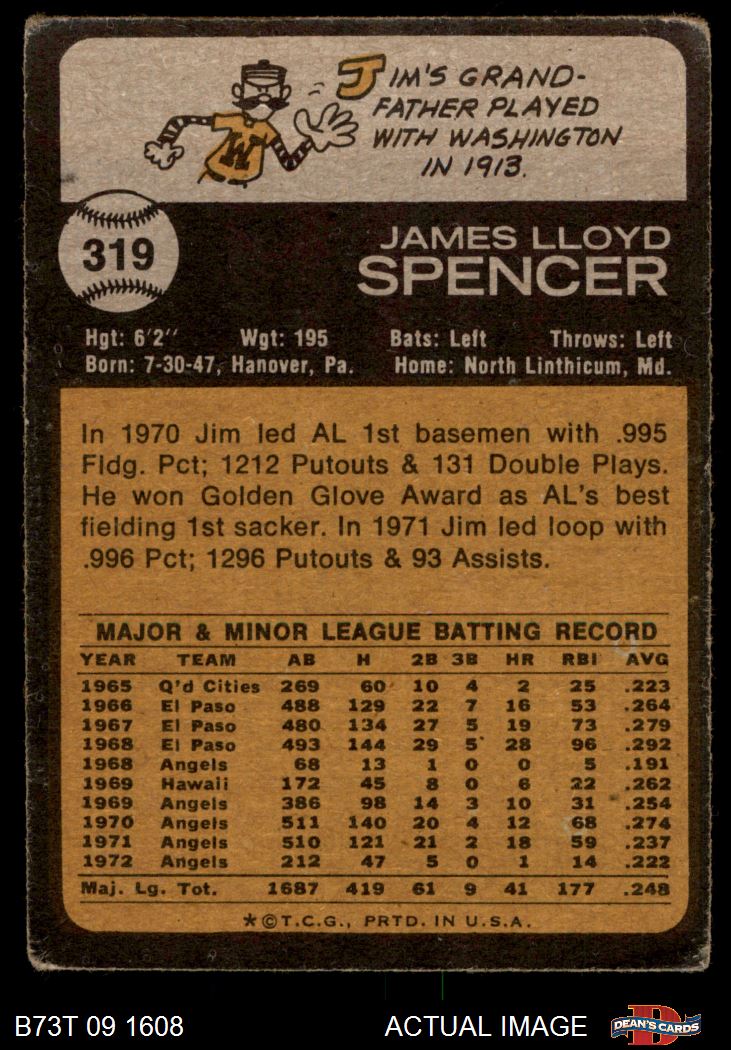 JIM'S GRAND-
FATHER PLAYED
WITH WASHINGTON
IN 1913.
W
319
JAMES LLOYD
SPENCER
Hgt: 6'2" Wgt: 195 Bats: Left Throws: Left
Born: 7-30-47, Hanover, Pa. Home: North Linthicum, Md.
In 1970 Jim led AL 1st basemen with .995
Fldg. Pct; 1212 Putouts & 131 Double Plays.
He won Golden Glove Award as AL's best
fielding 1st sacker. In 1971 Jim led loop with
.996 Pct; 1296 Putouts & 93 Assists.
MAJOR & MINOR LEAGUE BATTING RECORD
YEAR TEAM AB H 2B 3B HR RBI AVG
1965 Q'd Cities 269 60 10 4 2 25 .223
1966 El Paso 488 129 22 7 16 53 .264
1967 El Paso 480 134 27 5 19 73 .279
1968 El Paso 493 144 29 5 28 96 .292
1968 Angels 68 13 1 0 0 5 .191
1969 Hawaii 172 45 8 0 6 22 .262
1969 Angels 386 98 14 3 10 31 .254
1970 Angels 511 140 20 4 12 68 .274
1971 Angels 510 121 21 2 18 59 .237
1972 Angels 212 47 5 0 1 14 .222
Maj. Lg. Tot. 1687 419 61 9 41 177 .248
*©T.C.G., PRTD. IN U.S.A.
B73T 09 1608 ACTUAL IMAGE
D
DEAN'S CARDS